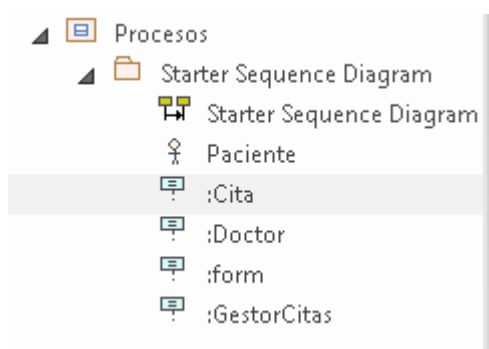 Procesos
Starter Sequence Diagram
Starter Sequence Diagram
Paciente
:Cita
:Doctor
:form
:GestorCitas